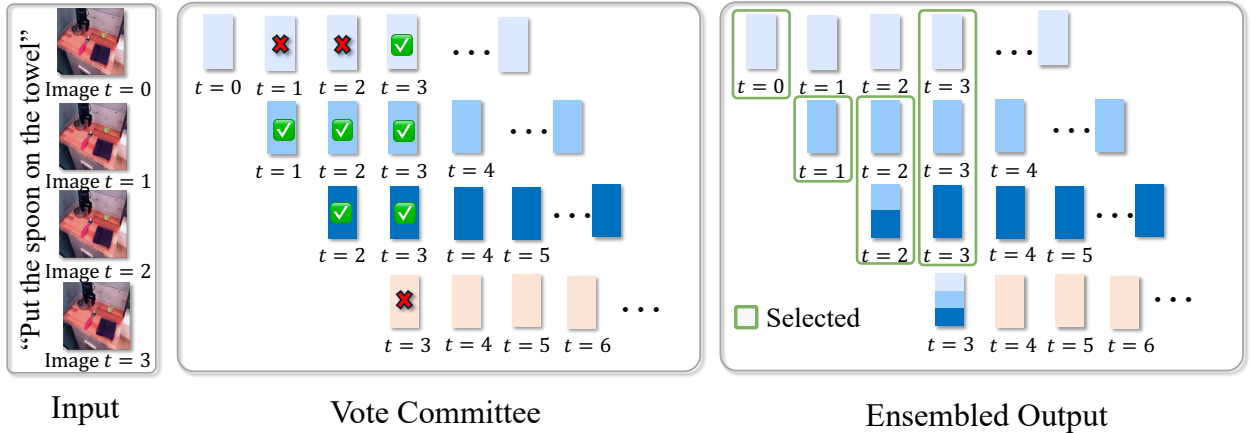 “Put the spoon on the towel”
Image t = 0
Image t = 1
Image t = 2
Image t = 3
Input
t = 0 t = 1 t = 2 t = 3 ...
t = 1 t = 2 t = 3 t = 4 ...
t = 2 t = 3 t = 4 t = 5 ...
t = 3 t = 4 t = 5 t = 6 ...
Vote Committee
t = 0 t = 1 t = 2 t = 3 ...
t = 1 t = 2 t = 3 t = 4 ...
t = 2 t = 3 t = 4 t = 5 ...
Selected
t = 3 t = 4 t = 5 t = 6 ...
Ensembled Output